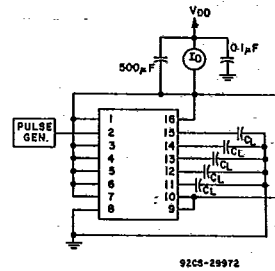 VDD
500μF
ID
0.1μF
PULSE GEN.
1 16
2 15 CL
3 14 CL
4 13 CL
5 12 CL
6 11 CL
7 10
8 9
92CS-29972